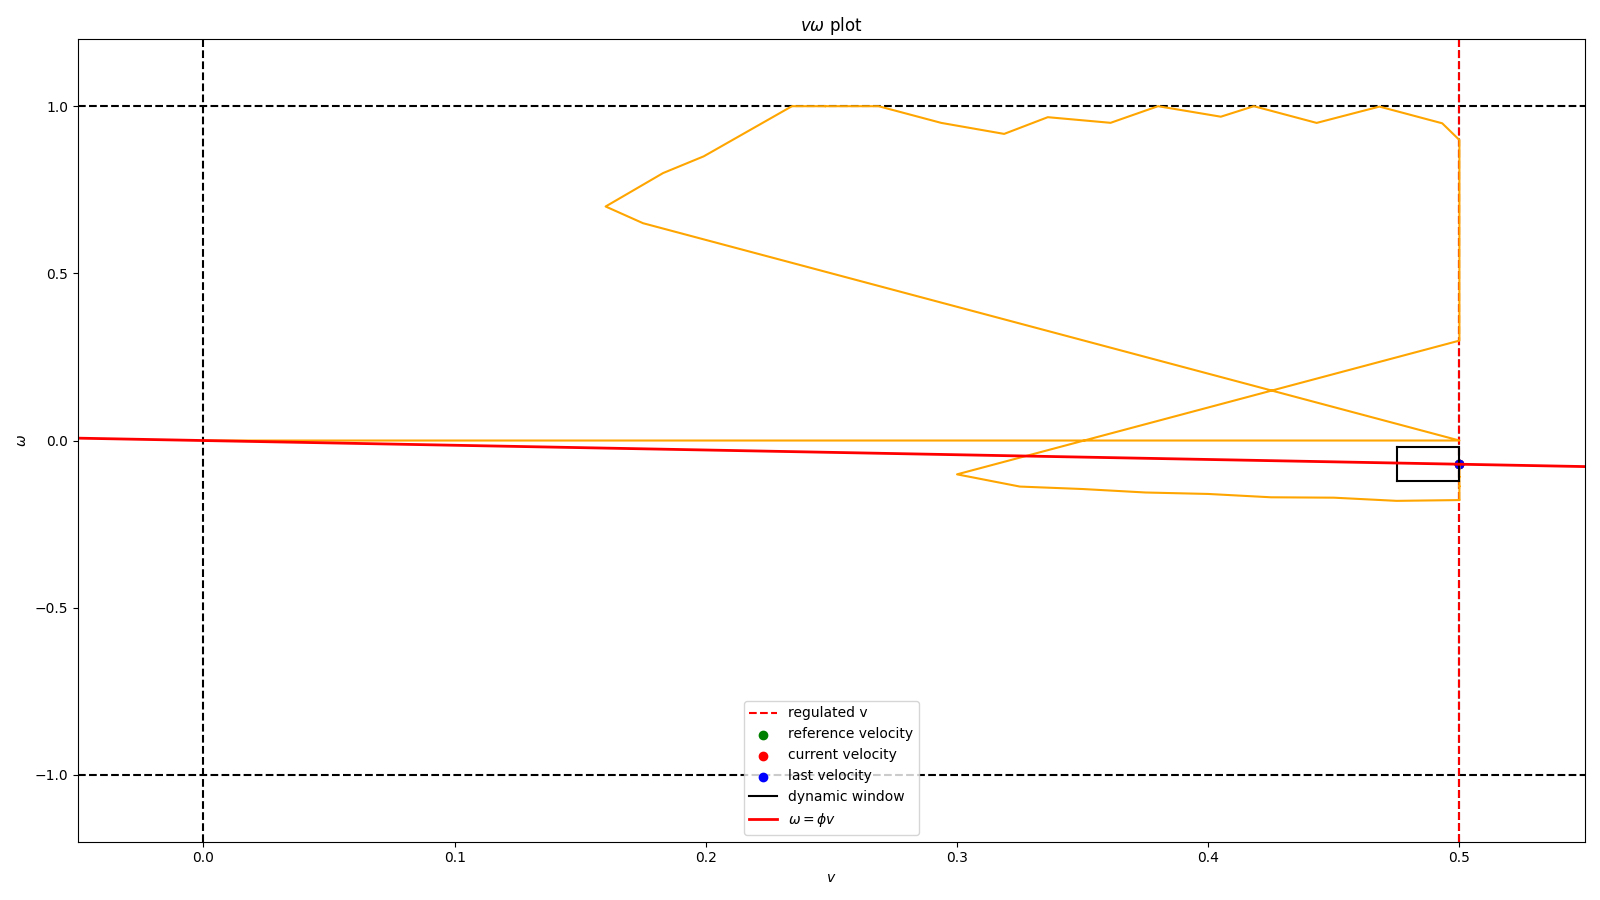 vω plot
1.0
0.5
0.0
−0.5
−1.0
ω
0.0 0.1 0.2 0.3 0.4 0.5
v
regulated v
reference velocity
current velocity
last velocity
dynamic window
ω = ϕv